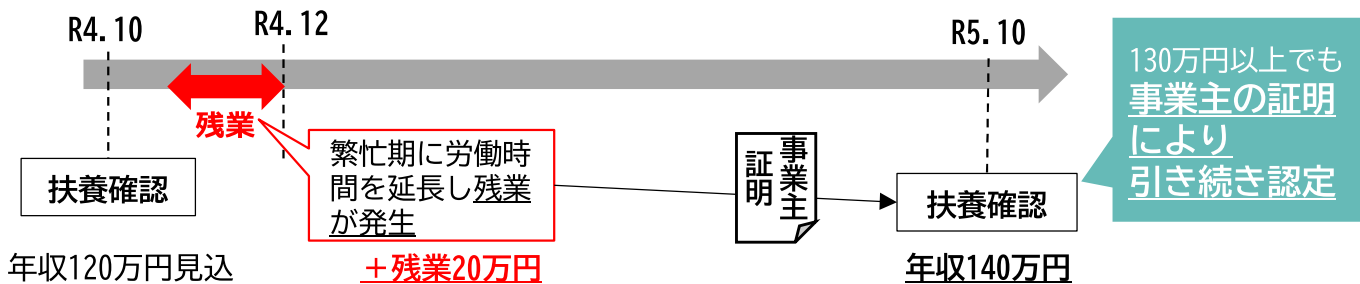 R4.10
R4.12
R5.10
残業
繁忙期に労働時
間を延長し残業
が発生
事業主
証明
扶養確認
扶養確認
年収120万円見込
＋残業20万円
年収140万円
130万円以上でも
事業主の証明
により
引き続き認定